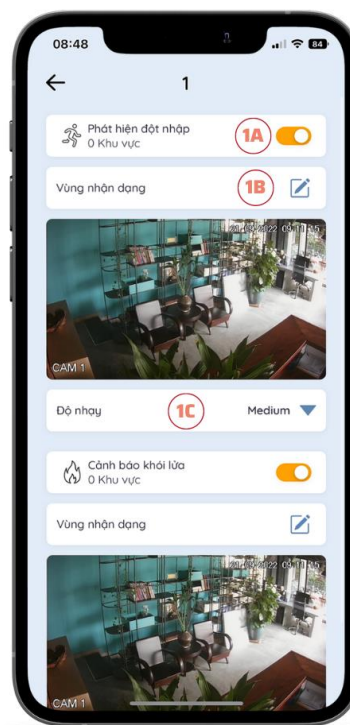 08:48
84
1
Phát hiện đột nhập
0 Khu vực
1A
Vùng nhận dạng
1B
CAM 1
Độ nhạy
1C
Medium
Cảnh báo khói lửa
0 Khu vực
Vùng nhận dạng
CAM 1